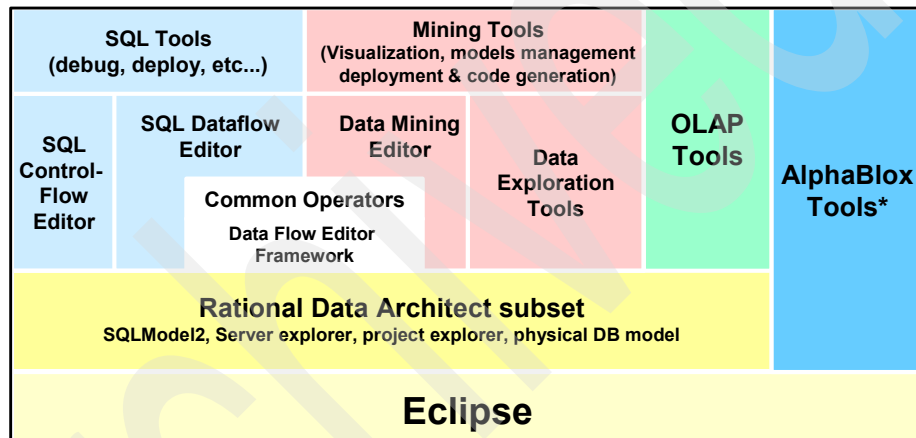 SQL Tools
(debug, deploy, etc...)
Mining Tools
(Visualization, models management
deployment & code generation)
SQL
Control-
Flow
Editor
SQL Dataflow
Editor
Data Mining
Editor
Common Operators
Data Flow Editor
Framework
Data
Exploration
Tools
OLAP
Tools
AlphaBlox
Tools*
Rational Data Architect subset
SQLModel2, Server explorer, project explorer, physical DB model
Eclipse